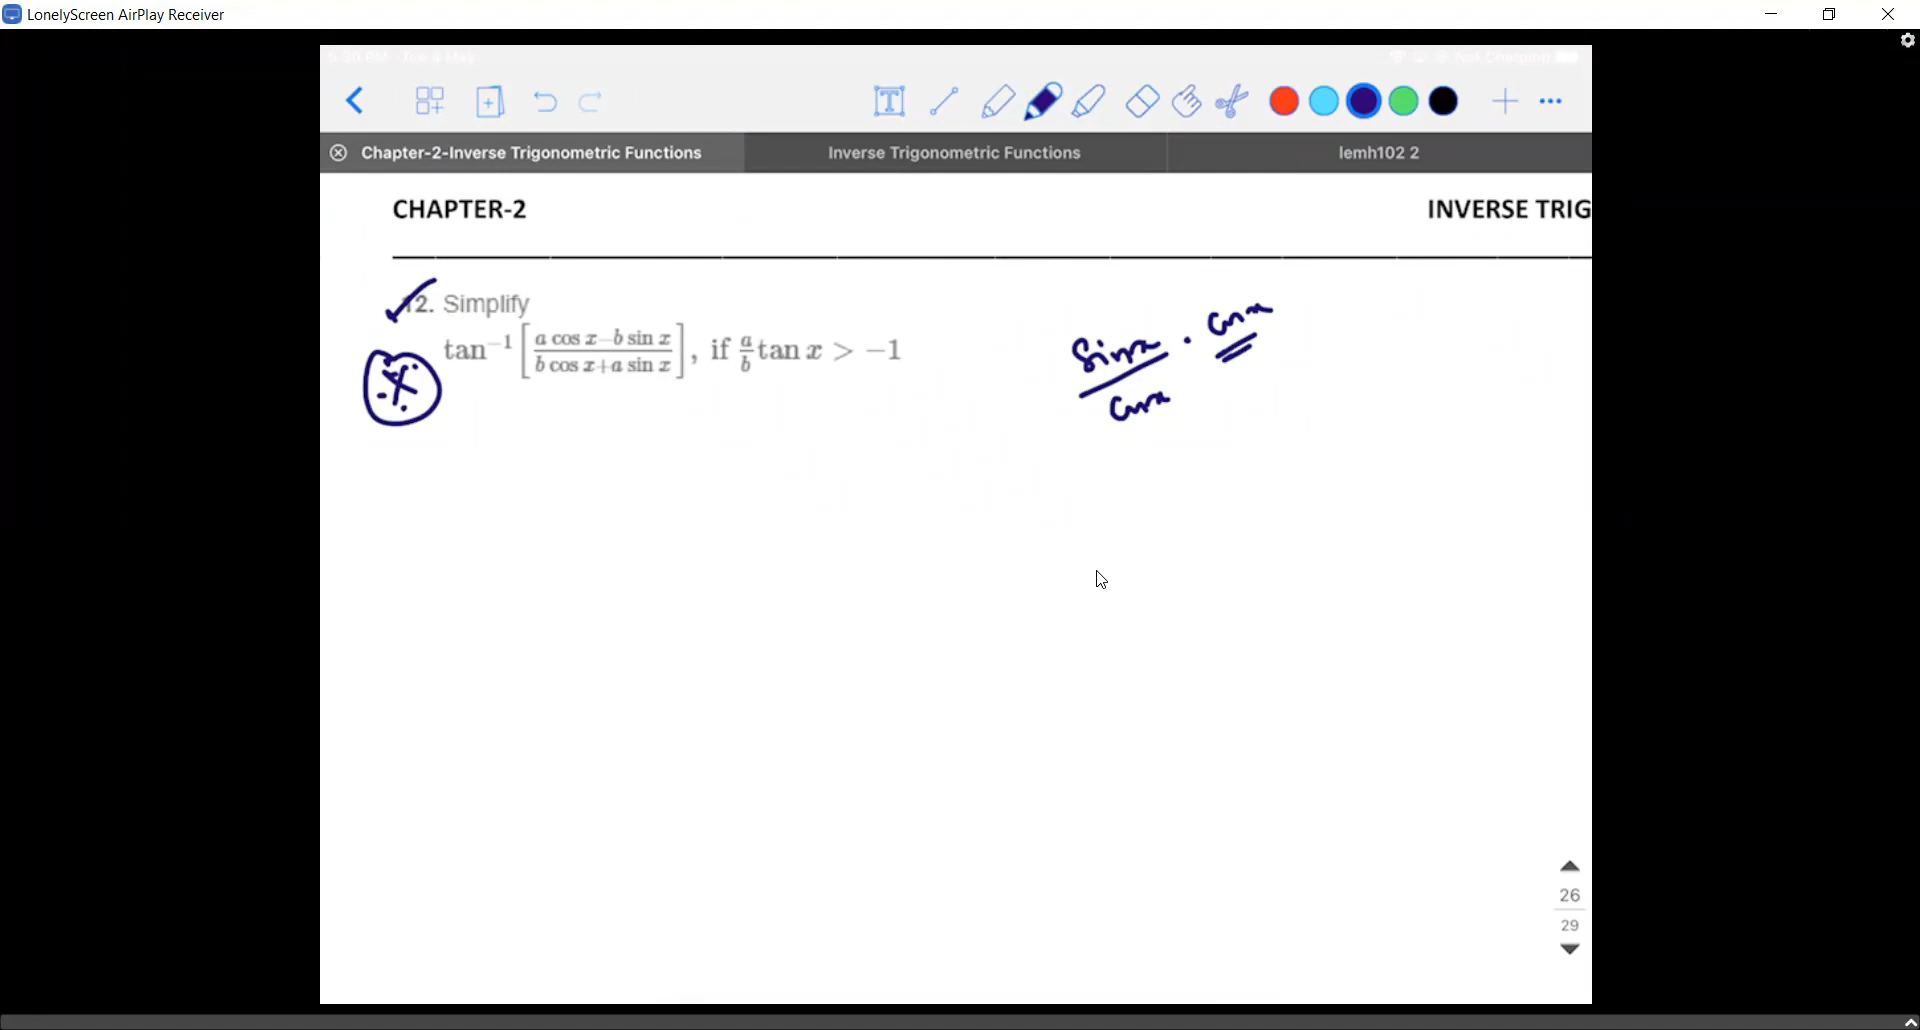 LonelyScreen AirPlay Receiver
T
Chapter-2-Inverse Trigonometric Functions
Inverse Trigonometric Functions
lemh102 2
CHAPTER-2
INVERSE TRIG
12. Simplify
tan⁻¹ [(a cos x−b sin x)/(b cos x+a sin x)], if a/b tan x > −1
sinx/cosx · cosx
26
29